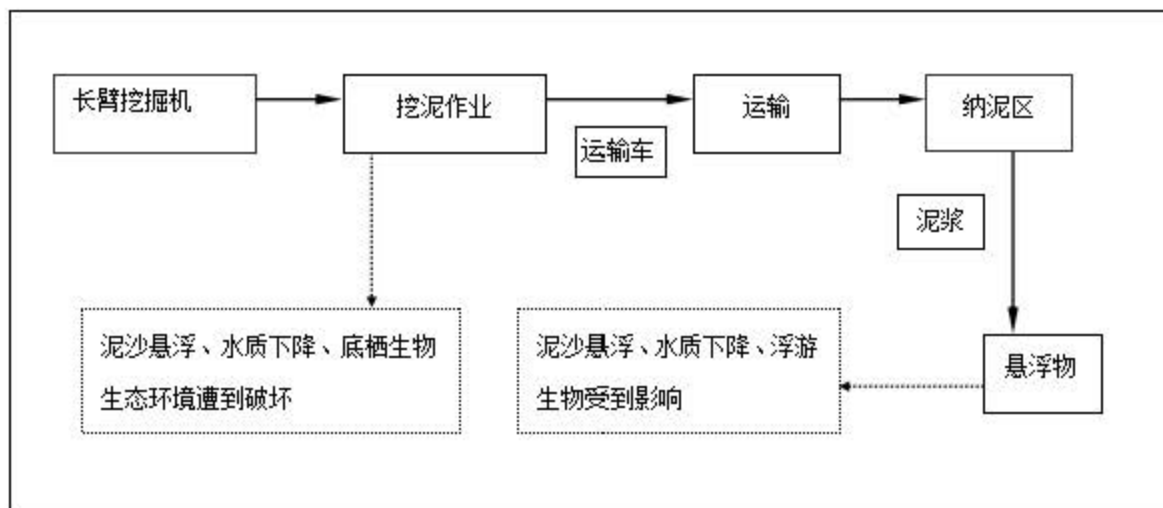 长臂挖掘机
挖泥作业
运输车
运输
纳泥区
泥浆
悬浮物
泥沙悬浮、水质下降、底栖生物
生态环境遭到破坏
泥沙悬浮、水质下降、浮游
生物受到影响